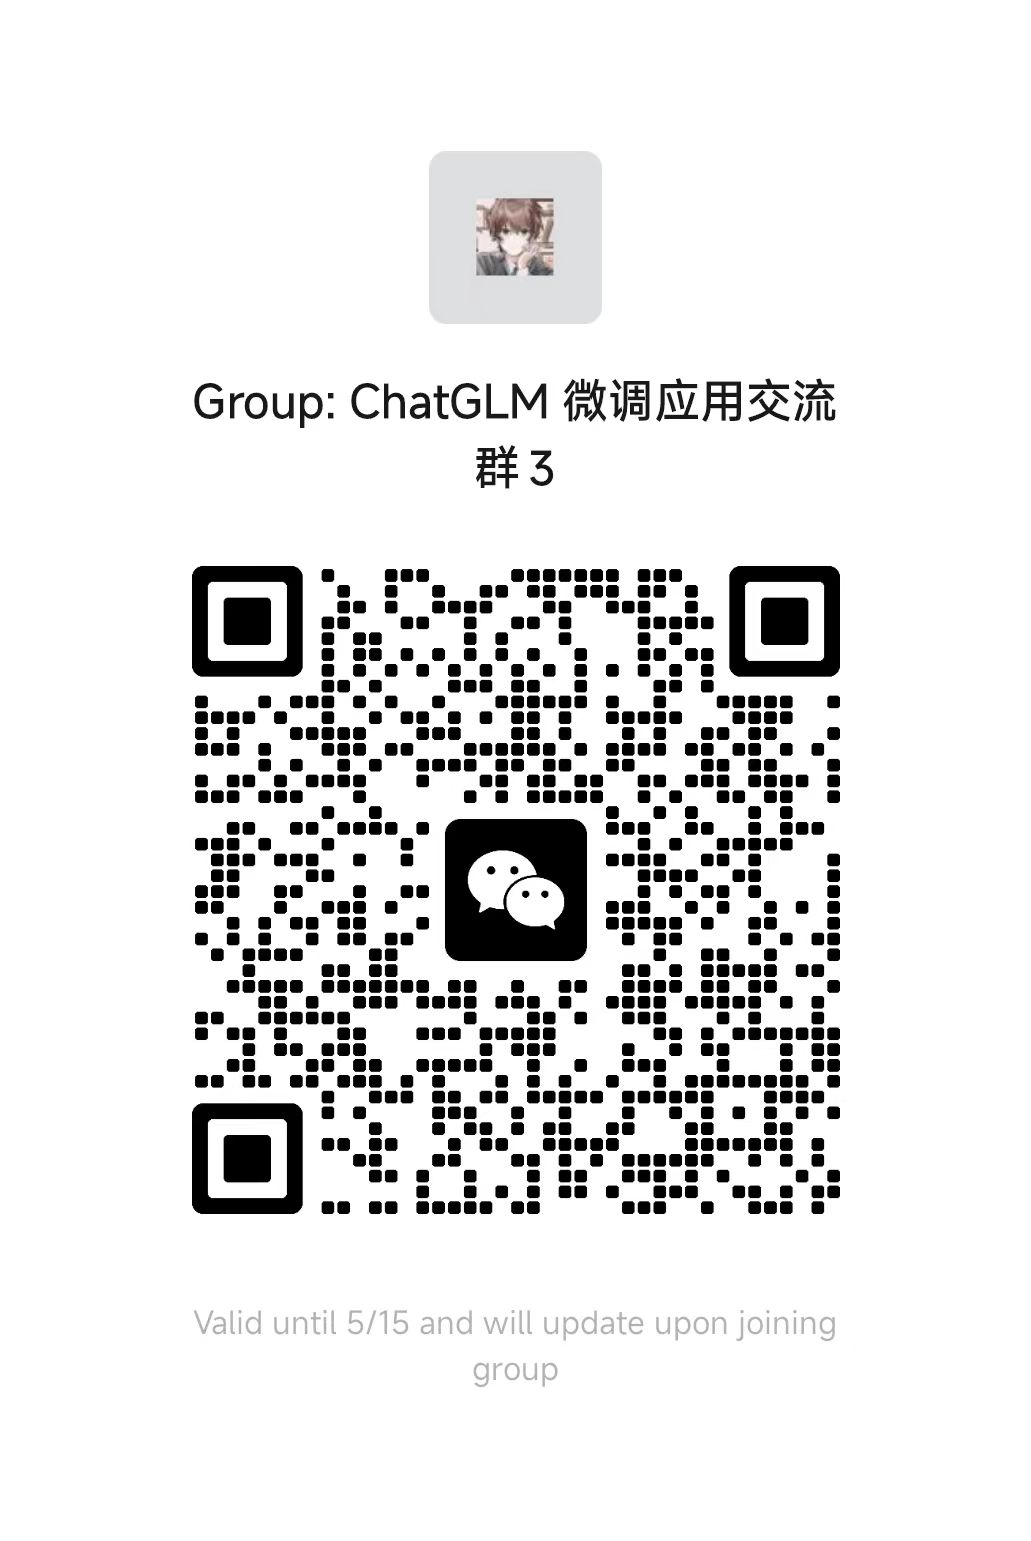 Group: ChatGLM 微调应用交流
群 3
Valid until 5/15 and will update upon joining
group